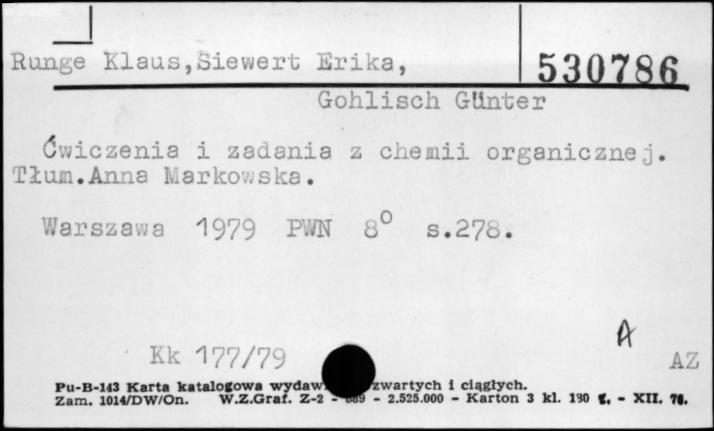 Runge Klaus,Siewert Erika,
530786
Gohlisch Günter
Ćwiczenia i zadania z chemii organicznej.
Tłum.Anna Markowska.
Warszawa 1979 PWN 8° s.278.
A
Kk 177/79
AZ
Pu-B-143 Karta katalogowa zwartych i ciągłych.
Zam. 1014/DW/On. W.Z.Graf. Z-2 - - 2.525.000 - Karton 3 kl. - XII.